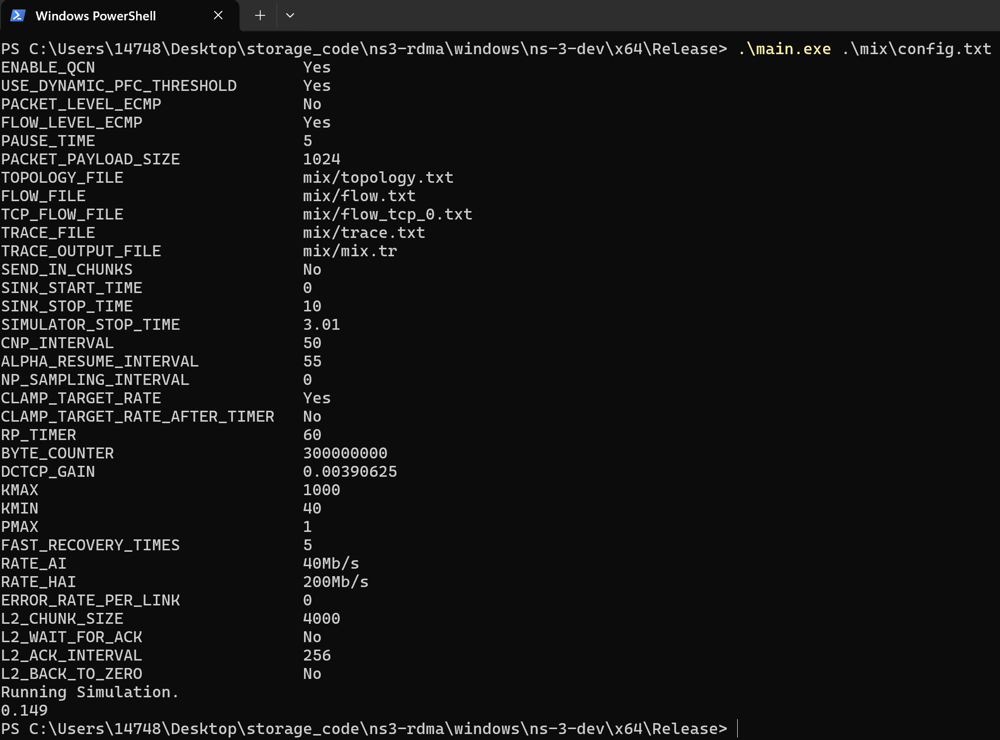 Windows PowerShell
PS C:\Users\14748\Desktop\storage_code\ns3-rdma\windows\ns-3-dev\x64\Release> .\main.exe .\mix\config.txt
ENABLE_QCN Yes
USE_DYNAMIC_PFC_THRESHOLD Yes
PACKET_LEVEL_ECMP No
FLOW_LEVEL_ECMP Yes
PAUSE_TIME 5
PACKET_PAYLOAD_SIZE 1024
TOPOLOGY_FILE mix/topology.txt
FLOW_FILE mix/flow.txt
TCP_FLOW_FILE mix/flow_tcp_0.txt
TRACE_FILE mix/trace.txt
TRACE_OUTPUT_FILE mix/mix.tr
SEND_IN_CHUNKS No
SINK_START_TIME 0
SINK_STOP_TIME 10
SIMULATOR_STOP_TIME 3.01
CNP_INTERVAL 50
ALPHA_RESUME_INTERVAL 55
NP_SAMPLING_INTERVAL 0
CLAMP_TARGET_RATE Yes
CLAMP_TARGET_RATE_AFTER_TIMER No
RP_TIMER 60
BYTE_COUNTER 300000000
DCTCP_GAIN 0.00390625
KMAX 1000
KMIN 40
PMAX 1
FAST_RECOVERY_TIMES 5
RATE_AI 40Mb/s
RATE_HAI 200Mb/s
ERROR_RATE_PER_LINK 0
L2_CHUNK_SIZE 4000
L2_WAIT_FOR_ACK No
L2_ACK_INTERVAL 256
L2_BACK_TO_ZERO No
Running Simulation.
0.149
PS C:\Users\14748\Desktop\storage_code\ns3-rdma\windows\ns-3-dev\x64\Release>